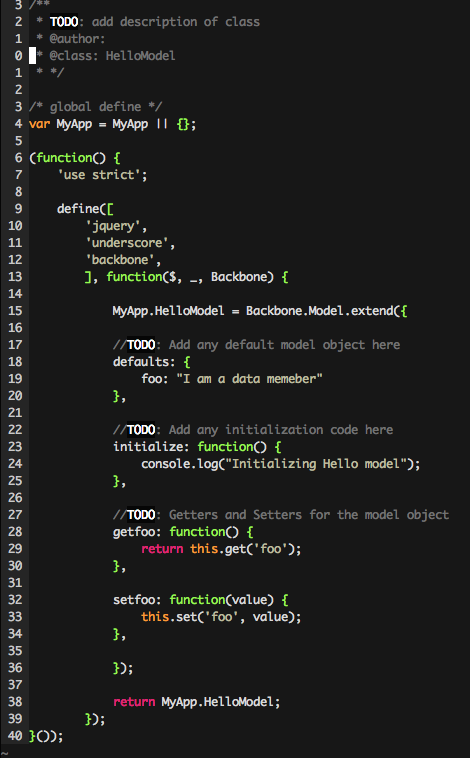 3 /**
2  * TODO: add description of class
1  * @author:
0  * @class: HelloModel
1  * */
2
3 /* global define */
4 var MyApp = MyApp || {};
5
6 (function() {
7     'use strict';
8
9     define([
10         'jquery',
11         'underscore',
12         'backbone',
13         ], function($, _, Backbone) {
14
15             MyApp.HelloModel = Backbone.Model.extend({
16
17             //TODO: Add any default model object here
18             defaults: {
19                 foo: "I am a data memeber"
20             },
21
22             //TODO: Add any initialization code here
23             initialize: function() {
24                 console.log("Initializing Hello model");
25             },
26
27             //TODO: Getters and Setters for the model object
28             getfoo: function() {
29                 return this.get('foo');
30             },
31
32             setfoo: function(value) {
33                 this.set('foo', value);
34             },
35
36             });
37
38             return MyApp.HelloModel;
39         });
40 }());
~